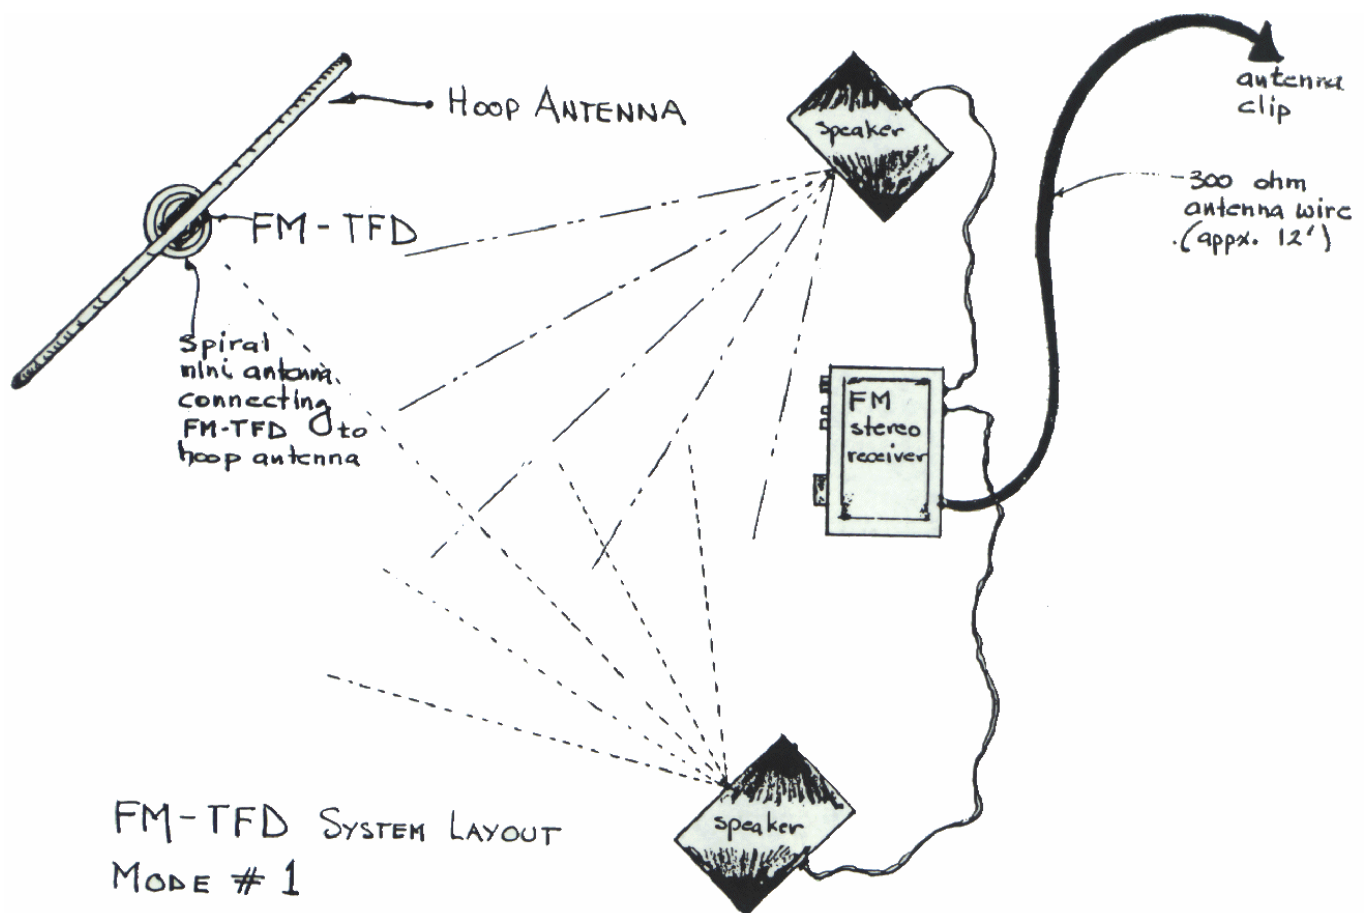 HOOP ANTENNA
FM-TFD
Spiral
mini antenna
connecting
FM-TFD to
hoop antenna
speaker
antenna
clip
300 ohm
antenna wire
(appx. 12')
FM
stereo
receiver
speaker
FM-TFD SYSTEM LAYOUT
MODE # 1